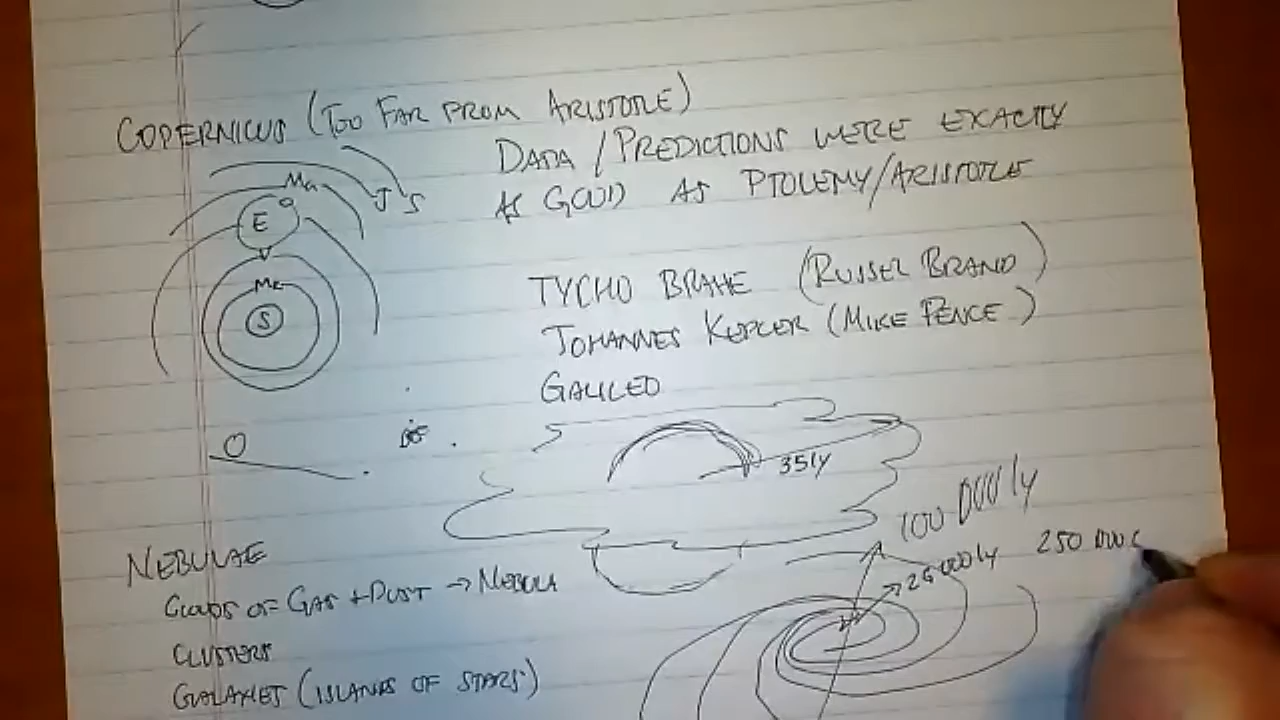 COPERNICUS (TOO FAR FROM ARISTOTLE)
DATA/PREDICTIONS WERE EXACTLY
AS GOOD AS PTOLEMY/ARISTOTLE
Ma
J S
E
V
Me
S
TYCHO BRAHE (RUSSEL BRAND)
JOHANNES KEPLER (MIKE PENCE)
GALILEO
35ly
100 000 ly
25 000 ly
250 000
NEBULAE
CLOUDS OF GAS + DUST → NEBULA
CLUSTERS
GALAXIES (ISLANDS OF STARS)